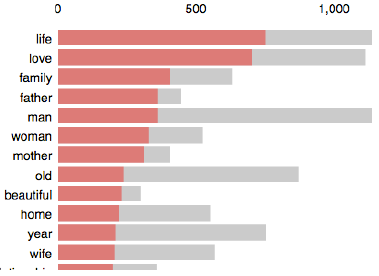 0 500 1,000
life
love
family
father
man
woman
mother
old
beautiful
home
year
wife